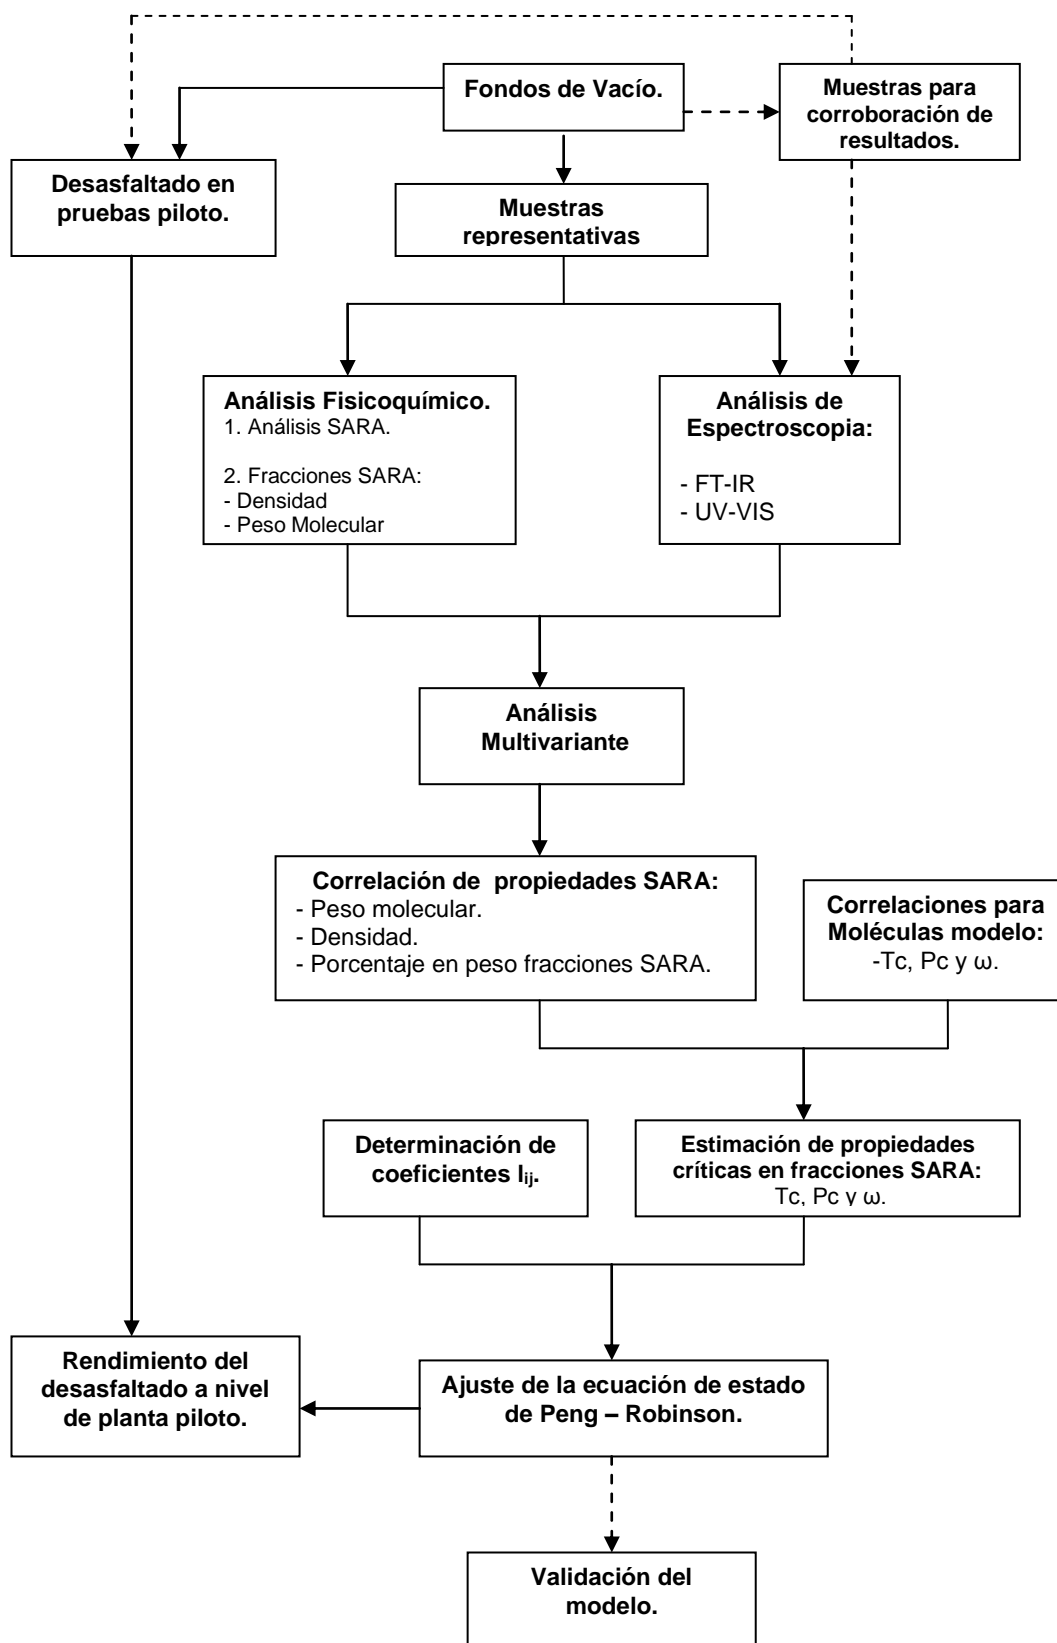 Fondos de Vacío.
Muestras para
corroboración de
resultados.
Desasfaltado en
pruebas piloto.
Muestras
representativas
Análisis Fisicoquímico.
1. Análisis SARA.
2. Fracciones SARA:
- Densidad
- Peso Molecular
Análisis de
Espectroscopia:
- FT-IR
- UV-VIS
Análisis
Multivariante
Correlación de propiedades SARA:
- Peso molecular.
- Densidad.
- Porcentaje en peso fracciones SARA.
Correlaciones para
Moléculas modelo:
-Tc, Pc y ω.
Determinación de
coeficientes Iij.
Estimación de propiedades
críticas en fracciones SARA:
Tc, Pc y ω.
Rendimiento del
desasfaltado a nivel
de planta piloto.
Ajuste de la ecuación de estado
de Peng – Robinson.
Validación del
modelo.